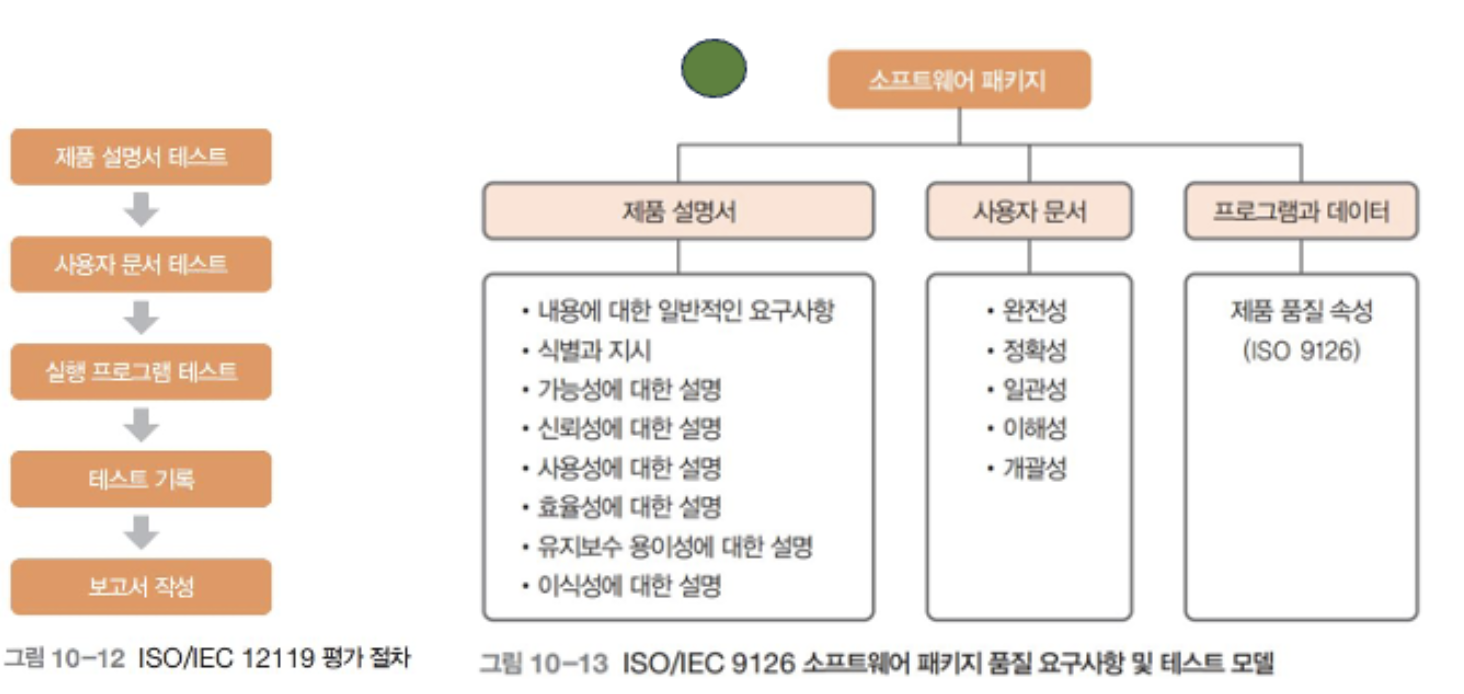 제품 설명서 테스트
사용자 문서 테스트
실행 프로그램 테스트
테스트 기록
보고서 작성
그림 10-12 ISO/IEC 12119 평가 절차
소프트웨어 패키지
제품 설명서
• 내용에 대한 일반적인 요구사항
• 식별과 지시
• 가능성에 대한 설명
• 신뢰성에 대한 설명
• 사용성에 대한 설명
• 효율성에 대한 설명
• 유지보수 용이성에 대한 설명
• 이식성에 대한 설명
사용자 문서
• 완전성
• 정확성
• 일관성
• 이해성
• 개괄성
프로그램과 데이터
제품 품질 속성
(ISO 9126)
그림 10-13 ISO/IEC 9126 소프트웨어 패키지 품질 요구사항 및 테스트 모델